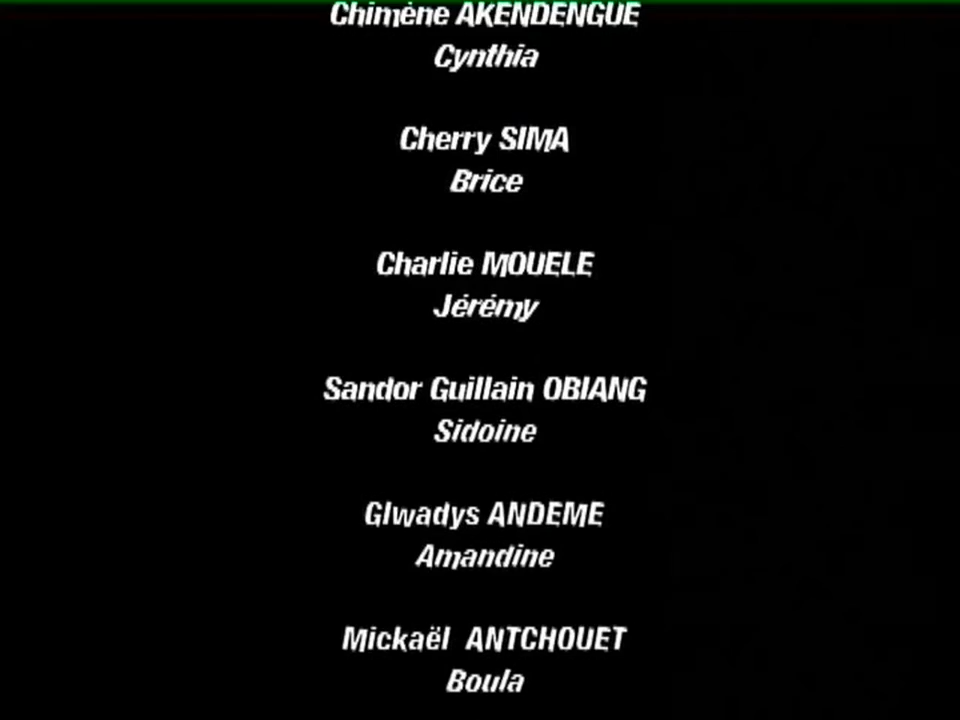 Chimène AKENDENGUE
Cynthia
Cherry SIMA
Brice
Charlie MOUELE
Jérémy
Sandor Guillain OBIANG
Sidoine
Glwadys ANDEME
Amandine
Mickaël ANTCHOUET
Boula